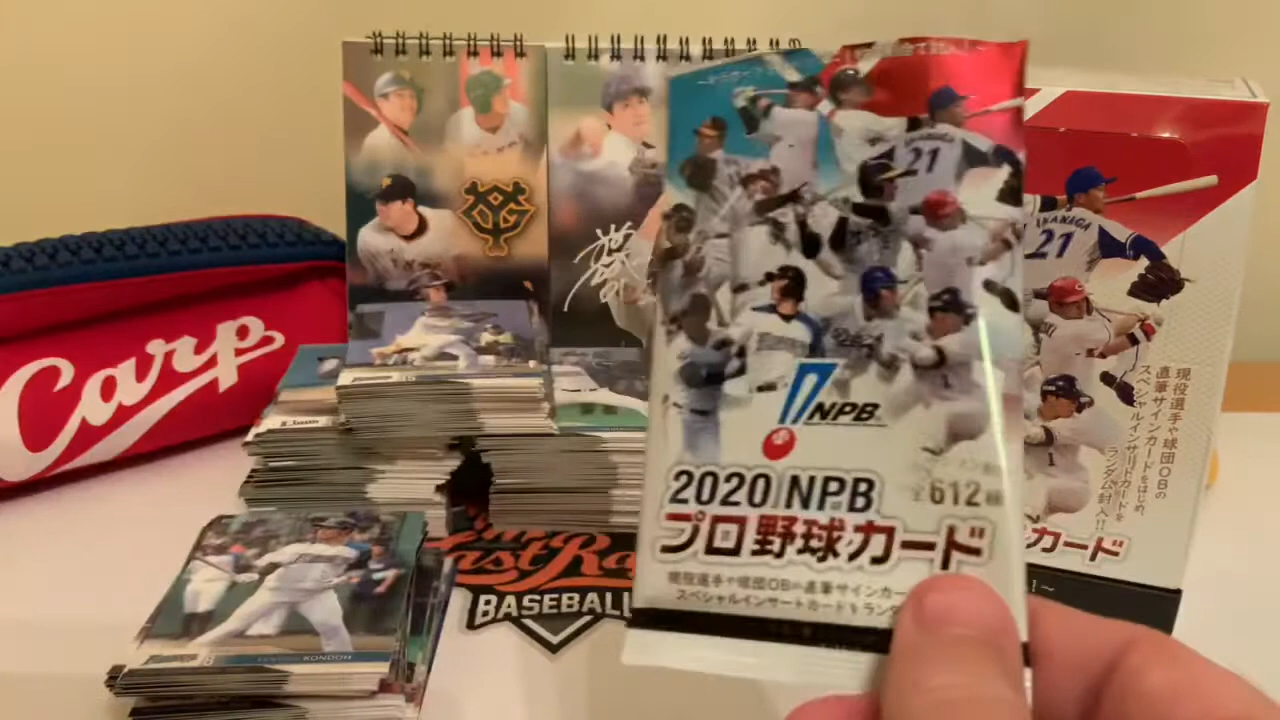 Carp
21
21
NPB
2020 NPB
全612種
プロ野球カード
現役選手や球団OBの直筆サインカー
スペシャルインサートカードをランダ
現役選手や球団OBの
直筆サインカードをはじめ、
スペシャルインサートカードを
ランダム封入!!
カード
BASEBALL
KONDOH
1
1